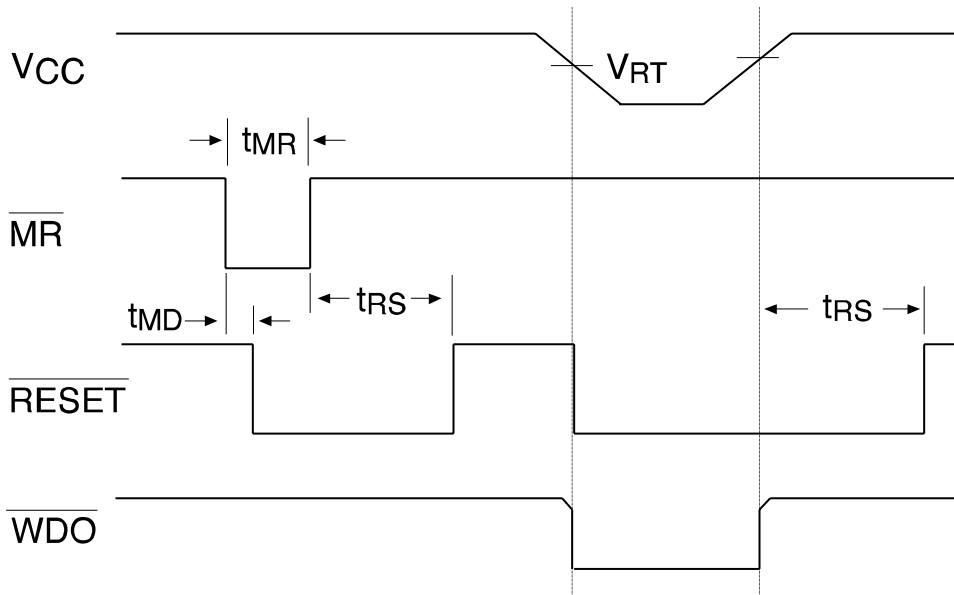 VCC
VRT
tMR
MR
tMD
tRS
tRS
RESET
WDO